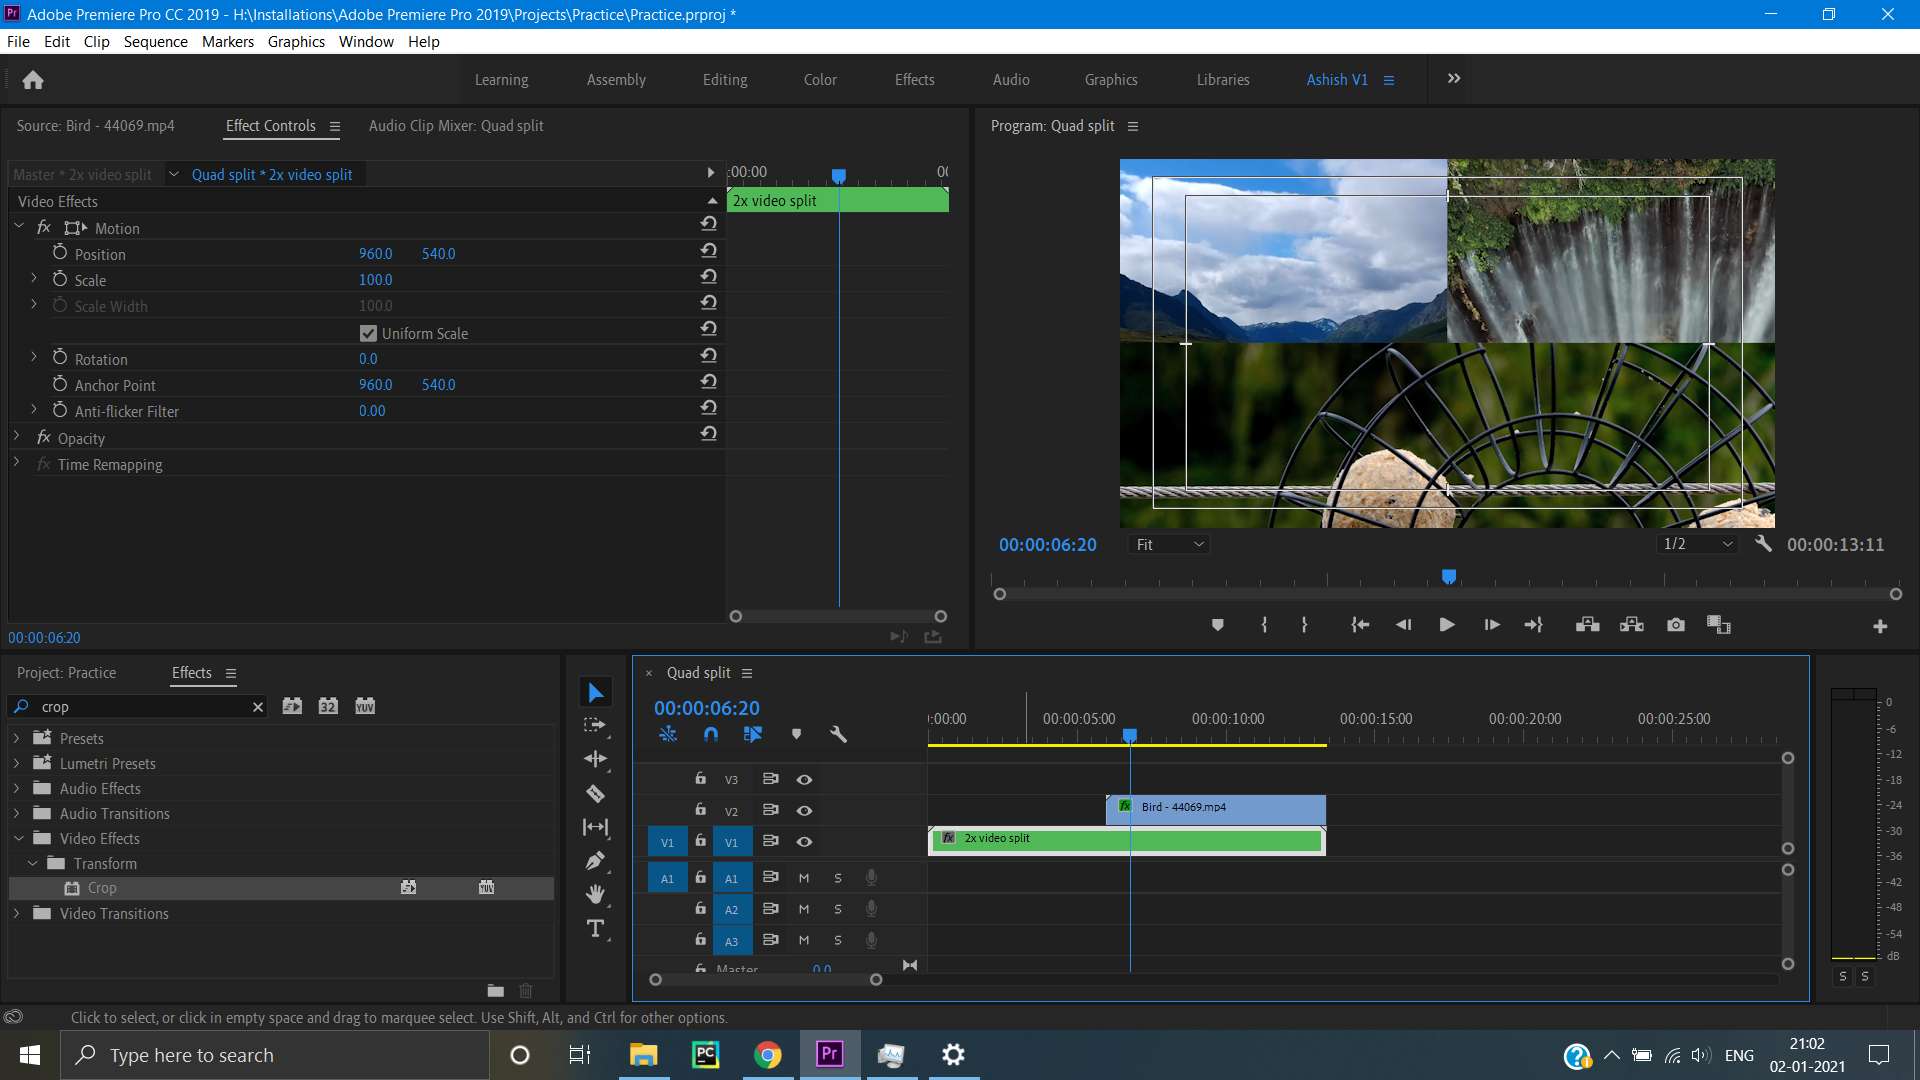 Pr Adobe Premiere Pro CC 2019 - H:\Installations\Adobe Premiere Pro 2019\Projects\Practice\Practice.prproj *
File Edit Clip Sequence Markers Graphics Window Help
Learning Assembly Editing Color Effects Audio Graphics Libraries Ashish V1
Source: Bird - 44069.mp4 Effect Controls Audio Clip Mixer: Quad split
Program: Quad split
Master * 2x video split Quad split * 2x video split
:00:00
Video Effects
2x video split
fx Motion
Position 960.0 540.0
Scale 100.0
Scale Width 100.0
Uniform Scale
Rotation 0.0
Anchor Point 960.0 540.0
Anti-flicker Filter 0.00
fx Opacity
fx Time Remapping
00:00:06:20
00:00:06:20 Fit 1/2 00:00:13:11
Project: Practice Effects
crop 32 YUV
Presets
Lumetri Presets
Audio Effects
Audio Transitions
Video Effects
Transform
Crop
Video Transitions
Quad split
00:00:06:20
:00:00 00:00:05:00 00:00:10:00 00:00:15:00 00:00:20:00 00:00:25:00
V3
V2 fx Bird - 44069.mp4
V1 V1 fx 2x video split
A1 A1 M S
A2 M S
A3 M S
Master 0.0
T
0
-6
-12
-18
-24
-30
-36
-42
-48
-54
dB
S S
Click to select, or click in empty space and drag to marquee select. Use Shift, Alt, and Ctrl for other options.
Type here to search
PC
Pr
ENG
21:02
02-01-2021